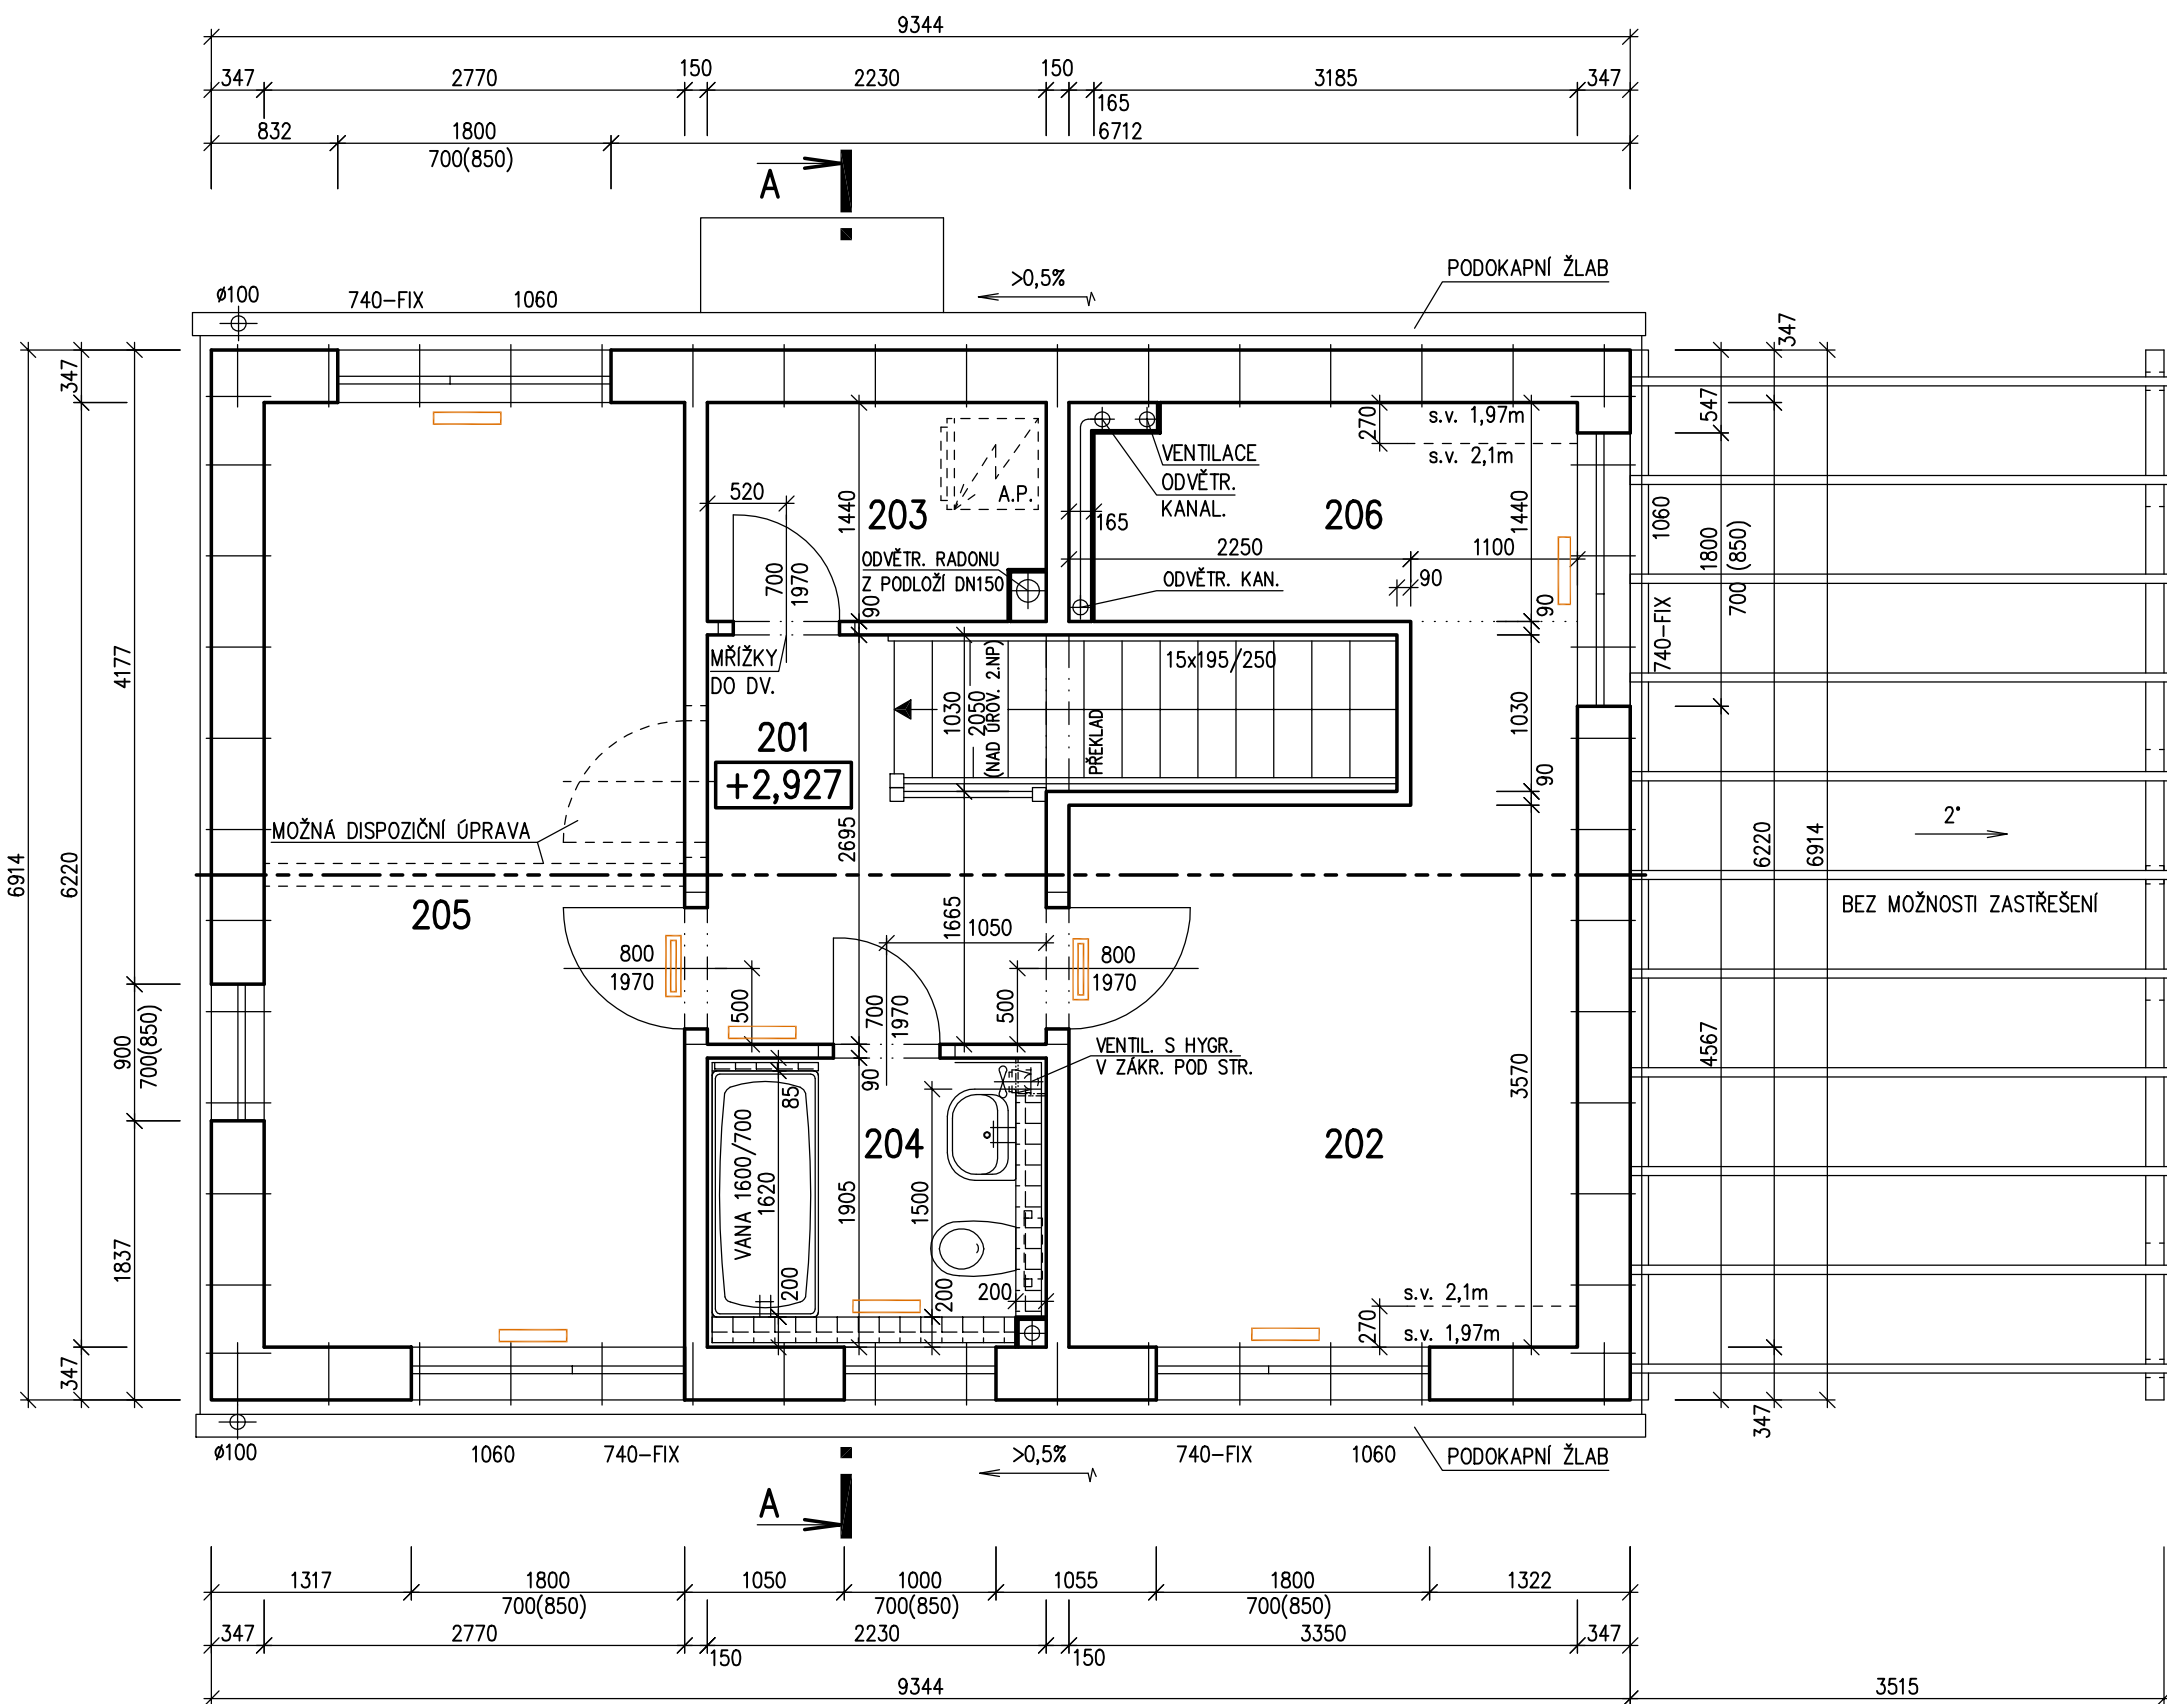 9344
347 2770 150 2230 150 3185 347
165
832 1800 6712
700(850)
A
>0,5%
PODOKAPNÍ ŽLAB
ø100 740-FIX 1060
347
347
547
270
s.v. 1,97m
s.v. 2,1m
VENTILACE
ODVĚTR.
KANAL.
A.P.
520
203
206
1440
1440
165
1060
1800
700 (850)
ODVĚTR. RADONU
Z PODLOŽÍ DN150
2250 1100
700
1970
90
ODVĚTR. KAN.
90
90
740-FIX
4177
MŘÍŽKY
DO DV.
15x195/250
1030
2050
(NAD ÚROV. 2.NP)
PŘEKLAD
1030
201
+2,927
90
2°
MOŽNÁ DISPOZIČNÍ ÚPRAVA
2695
6914
6220
6220
6914
205
BEZ MOŽNOSTI ZASTŘEŠENÍ
1665
1050
800
1970
800
1970
500
700
1970
500
900
700(850)
4567
VENTIL. S HYGR.
V ZÁKR. POD STR.
90
85
3570
VANA 1600/700
1620
204
202
1905
1500
1837
200
200
200
s.v. 2,1m
270
s.v. 1,97m
347
347
ø100 1060 740-FIX >0,5% 740-FIX 1060 PODOKAPNÍ ŽLAB
A
1317 1800 1050 1000 1055 1800 1322
700(850) 700(850) 700(850)
347 2770 2230 3350 347
150 150
9344 3515